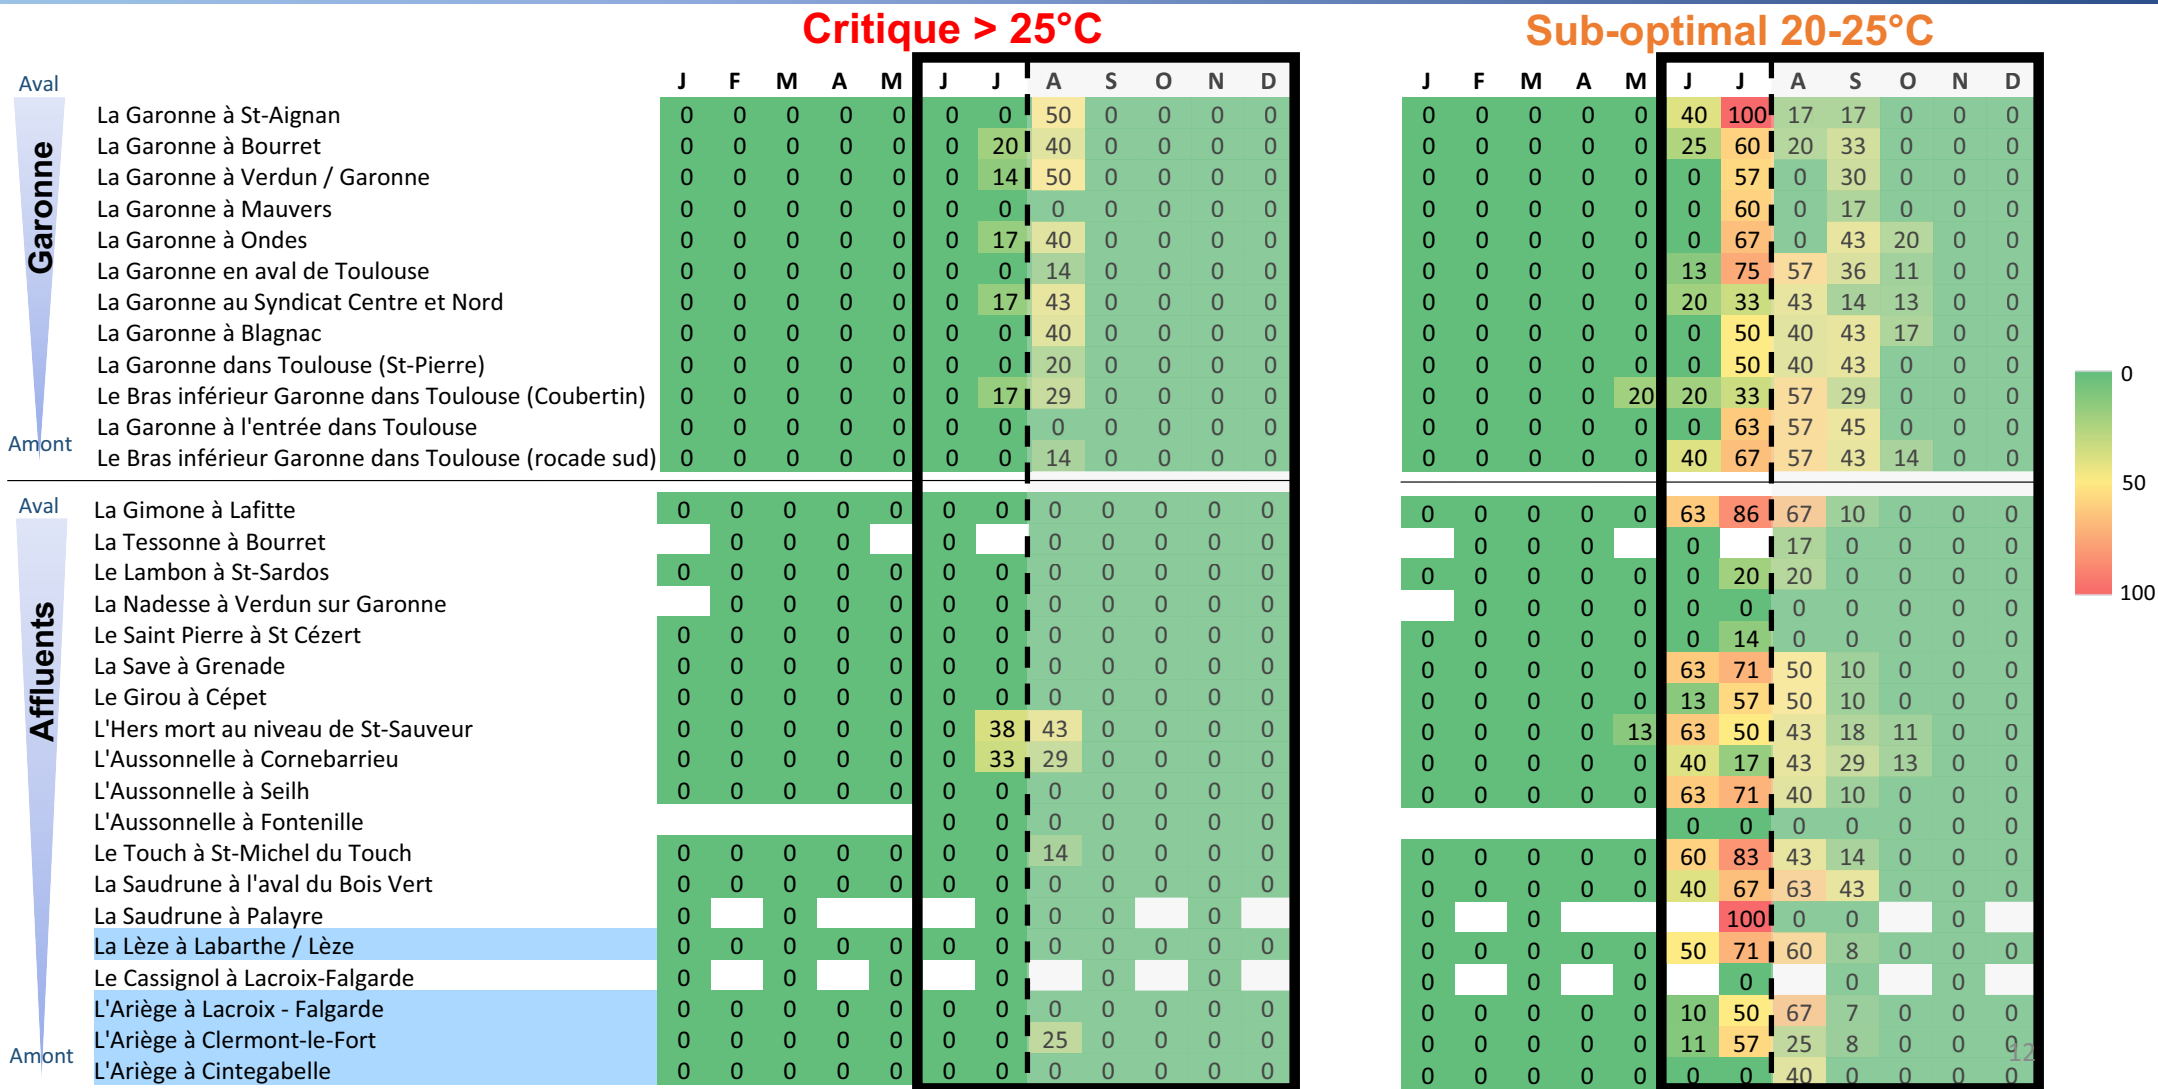 Critique > 25°C Sub-optimal 20-25°C
Aval J F M A M J J A S O N D J F M A M J J A S O N D
Garonne
La Garonne à St-Aignan 0 0 0 0 0 0 0 50 0 0 0 0 0 0 0 0 0 40 100 17 17 0 0 0
La Garonne à Bourret 0 0 0 0 0 0 20 40 0 0 0 0 0 0 0 0 0 25 60 20 33 0 0 0
La Garonne à Verdun / Garonne 0 0 0 0 0 0 14 50 0 0 0 0 0 0 0 0 0 0 57 0 30 0 0 0
La Garonne à Mauvers 0 0 0 0 0 0 0 0 0 0 0 0 0 0 0 0 0 0 60 0 17 0 0 0
La Garonne à Ondes 0 0 0 0 0 0 17 40 0 0 0 0 0 0 0 0 0 0 67 0 43 20 0 0
La Garonne en aval de Toulouse 0 0 0 0 0 0 0 14 0 0 0 0 0 0 0 0 0 13 75 57 36 11 0 0
La Garonne au Syndicat Centre et Nord 0 0 0 0 0 0 17 43 0 0 0 0 0 0 0 0 0 20 33 43 14 13 0 0
La Garonne à Blagnac 0 0 0 0 0 0 0 40 0 0 0 0 0 0 0 0 0 0 50 40 43 17 0 0
La Garonne dans Toulouse (St-Pierre) 0 0 0 0 0 0 0 20 0 0 0 0 0 0 0 0 0 0 50 40 43 0 0 0
Le Bras inférieur Garonne dans Toulouse (Coubertin) 0 0 0 0 0 0 17 29 0 0 0 0 0 0 0 0 20 20 33 57 29 0 0 0
La Garonne à l'entrée dans Toulouse 0 0 0 0 0 0 0 0 0 0 0 0 0 0 0 0 0 0 63 57 45 0 0 0
Amont
Le Bras inférieur Garonne dans Toulouse (rocade sud) 0 0 0 0 0 0 0 14 0 0 0 0 0 0 0 0 0 40 67 57 43 14 0 0
Aval
Affluents
La Gimone à Lafitte 0 0 0 0 0 0 0 0 0 0 0 0 0 0 0 0 0 63 86 67 10 0 0 0
La Tessonne à Bourret 0 0 0 0 0 0 0 0 0 0 0 0 0 17 0 0 0 0
Le Lambon à St-Sardos 0 0 0 0 0 0 0 0 0 0 0 0 0 0 0 0 0 0 20 20 0 0 0 0
La Nadesse à Verdun sur Garonne 0 0 0 0 0 0 0 0 0 0 0 0 0 0 0 0 0 0 0 0 0 0
Le Saint Pierre à St Cézert 0 0 0 0 0 0 0 0 0 0 0 0 0 0 0 0 0 0 14 0 0 0 0 0
La Save à Grenade 0 0 0 0 0 0 0 0 0 0 0 0 0 0 0 0 0 63 71 50 10 0 0 0
Le Girou à Cépet 0 0 0 0 0 0 0 0 0 0 0 0 0 0 0 0 0 13 57 50 10 0 0 0
L'Hers mort au niveau de St-Sauveur 0 0 0 0 0 0 38 43 0 0 0 0 0 0 0 0 13 63 50 43 18 11 0 0
L'Aussonnelle à Cornebarrieu 0 0 0 0 0 0 33 29 0 0 0 0 0 0 0 0 0 40 17 43 29 13 0 0
L'Aussonnelle à Seilh 0 0 0 0 0 0 0 0 0 0 0 0 0 0 0 0 0 63 71 40 10 0 0 0
L'Aussonnelle à Fontenille 0 0 0 0 0 0 0 0 0 0 0 0 0 0
Le Touch à St-Michel du Touch 0 0 0 0 0 0 0 14 0 0 0 0 0 0 0 0 0 60 83 43 14 0 0 0
La Saudrune à l'aval du Bois Vert 0 0 0 0 0 0 0 0 0 0 0 0 0 0 0 0 0 40 67 63 43 0 0 0
La Saudrune à Palayre 0 0 0 0 0 0 0 0 100 0 0 0
La Lèze à Labarthe / Lèze 0 0 0 0 0 0 0 0 0 0 0 0 0 0 0 0 0 50 71 60 8 0 0 0
Le Cassignol à Lacroix-Falgarde 0 0 0 0 0 0 0 0 0 0 0 0
L'Ariège à Lacroix - Falgarde 0 0 0 0 0 0 0 0 0 0 0 0 0 0 0 0 0 10 50 67 7 0 0 0
L'Ariège à Clermont-le-Fort 0 0 0 0 0 0 0 25 0 0 0 0 0 0 0 0 0 11 57 25 8 0 0 0
Amont
L'Ariège à Cintegabelle 0 0 0 0 0 0 0 0 0 0 0 0 0 0 0 0 0 0 0 40 0 0 0 0
0
50
100
12